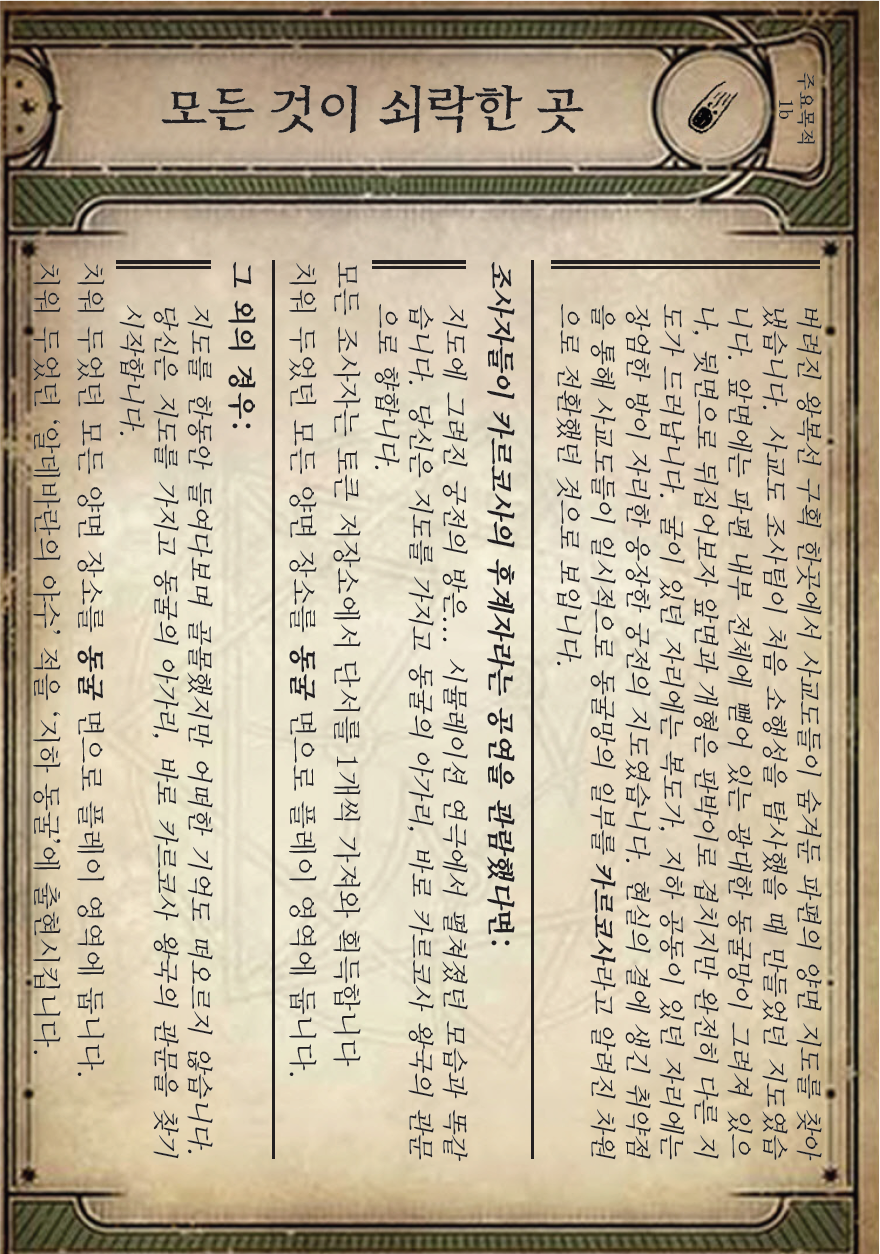 주요목적
1b
모든 것이 쇠락한 곳
버려진 왕복선 구획 한곳에서 사교도들이 숨겨둔 파편의 양면 지도를 찾아
냈습니다. 사교도 조사팀이 처음 소행성을 탐사했을 때 만들었던 지도였습
니다. 앞면에는 파편 내부 전체에 뻗어 있는 광대한 동굴망이 그려져 있으
나, 뒷면으로 뒤집어보자 앞면과 개형은 판박이로 겹치지만 완전히 다른 지
도가 드러납니다. 굴이 있던 자리에는 복도가, 지하 공동이 있던 자리에는
장엄한 방이 자리한 웅장한 궁전의 지도였습니다. 현실의 결에 생긴 취약점
을 통해 사교도들이 일시적으로 동굴망의 일부를 카르코사라고 알려진 차원
으로 전환했던 것으로 보입니다.
조사자들이 카르코사의 후계자라는 공연을 관람했다면:
지도에 그려진 궁전의 방은... 시뮬레이션 연극에서 펼쳐졌던 모습과 똑같
습니다. 당신은 지도를 가지고 동굴의 아가리, 바로 카르코사 왕국의 관문
으로 향합니다.
모든 조사자는 토큰 저장소에서 단서를 1개씩 가져와 획득합니다
치워 두었던 모든 양면 장소를 동굴 면으로 플레이 영역에 둡니다.
그 외의 경우:
지도를 한동안 들여다보며 골몰했지만 어떠한 기억도 떠오르지 않습니다.
당신은 지도를 가지고 동굴의 아가리, 바로 카르코사 왕국의 관문을 찾기
시작합니다.
치워 두었던 모든 양면 장소를 동굴 면으로 플레이 영역에 둡니다.
치워 두었던 ‘알데바란의 야수’ 적을 ‘지하 동굴’에 출현시킵니다.